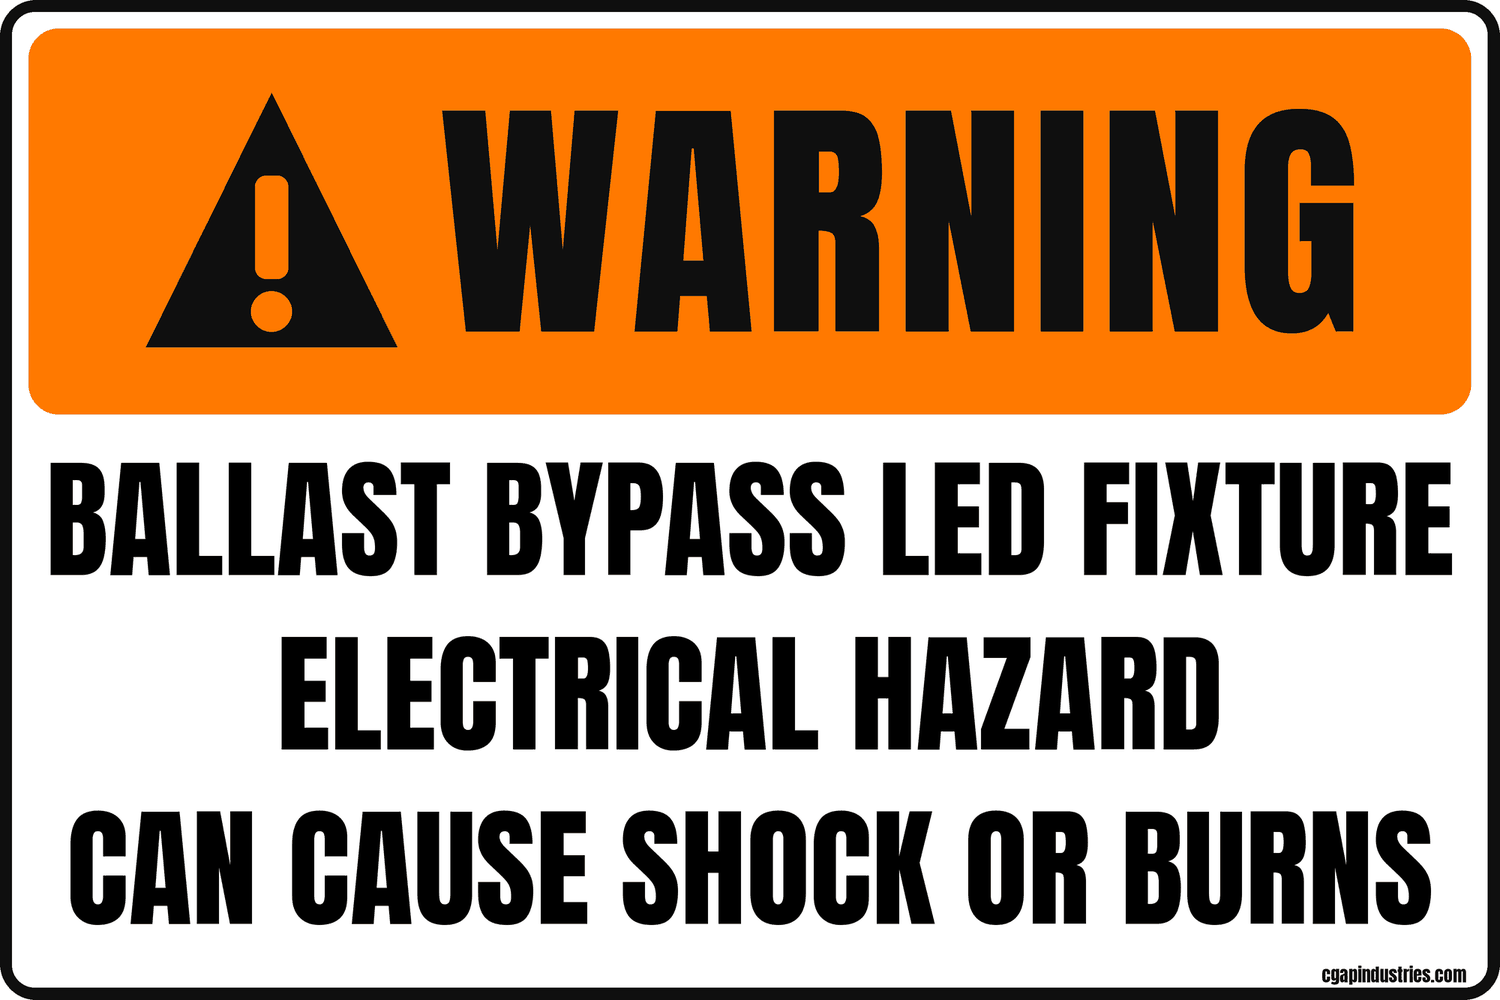 WARNING
BALLAST BYPASS LED FIXTURE
ELECTRICAL HAZARD
CAN CAUSE SHOCK OR BURNS
cgapindustries.com